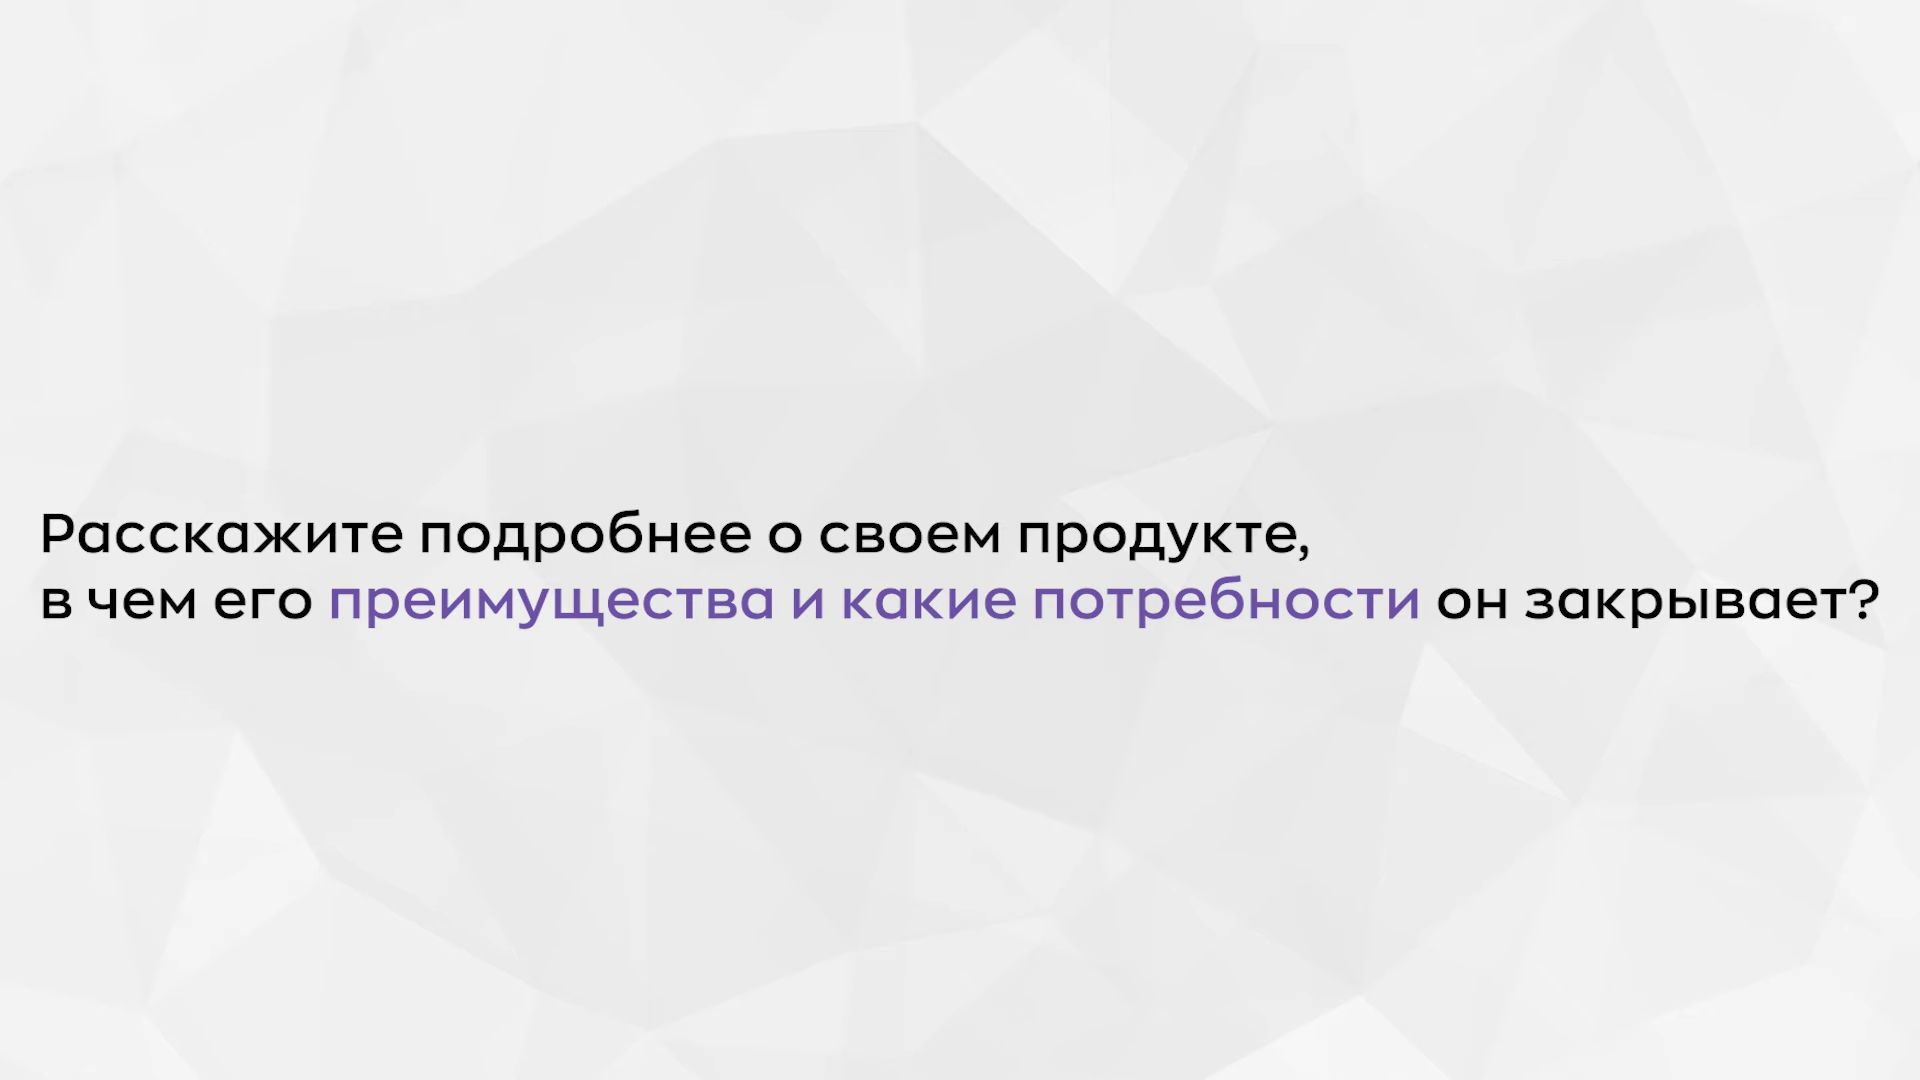 Расскажите подробнее о своем продукте,
в чем его преимущества и какие потребности он закрывает?